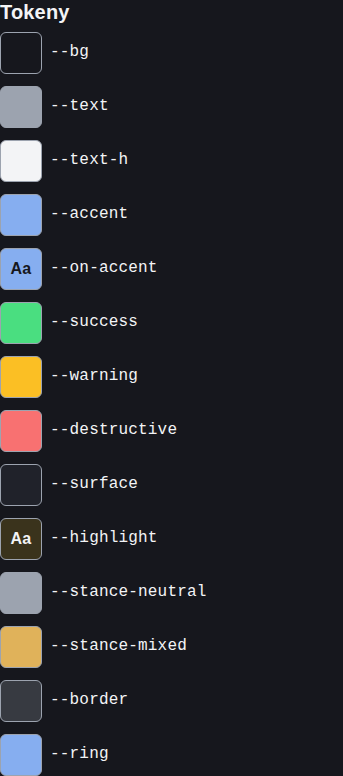 Tokeny
--bg
--text
--text-h
--accent
Aa --on-accent
--success
--warning
--destructive
--surface
Aa --highlight
--stance-neutral
--stance-mixed
--border
--ring